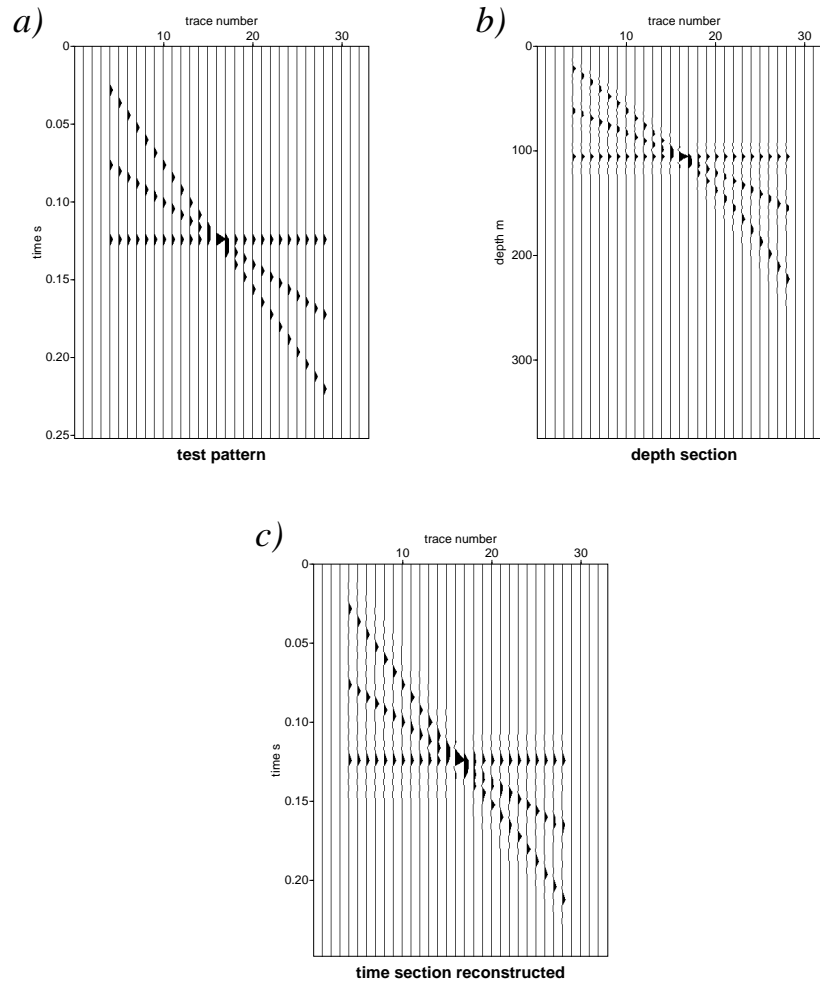 a)
trace number
10 20 30
0
0.05
0.10
0.15
0.20
0.25
time s
test pattern
b)
trace number
10 20 30
0
100
200
300
depth m
depth section
c)
trace number
10 20 30
0
0.05
0.10
0.15
0.20
time s
time section reconstructed